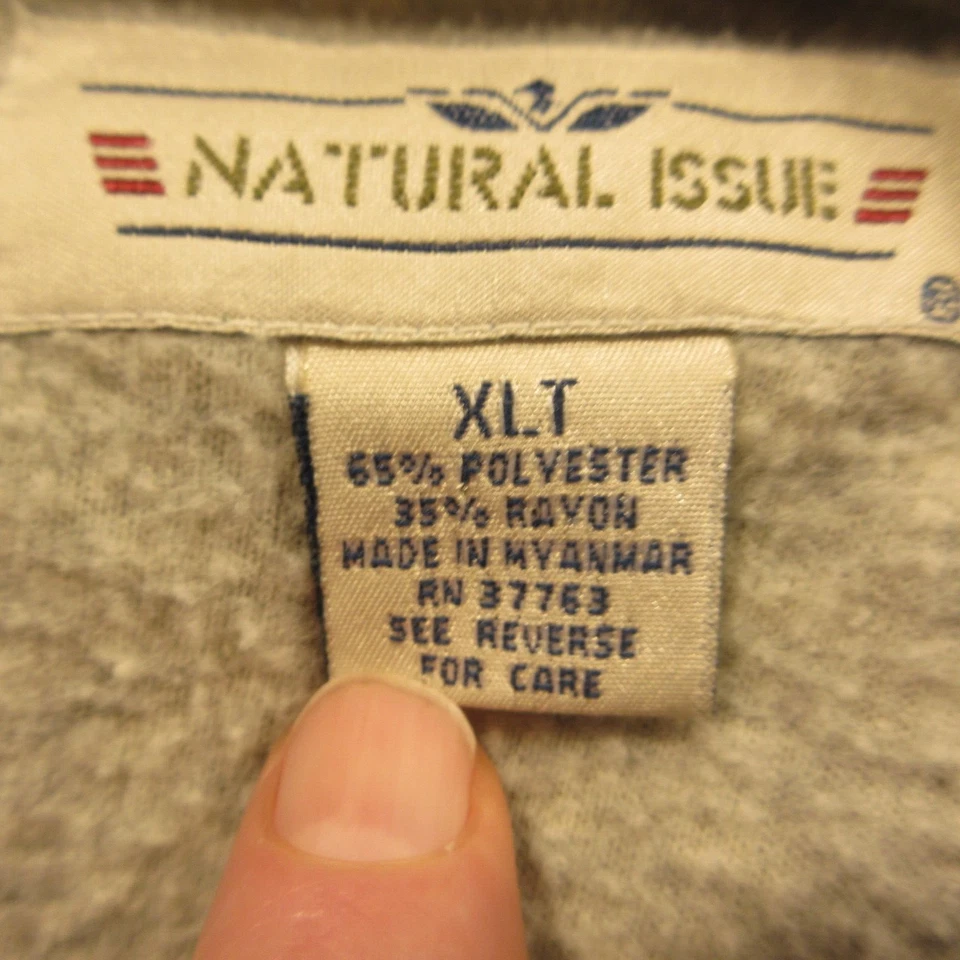 NATURAL ISSUE
®
XLT
65% POLYESTER
35% RAYON
MADE IN MYANMAR
RN 37763
SEE REVERSE
FOR CARE